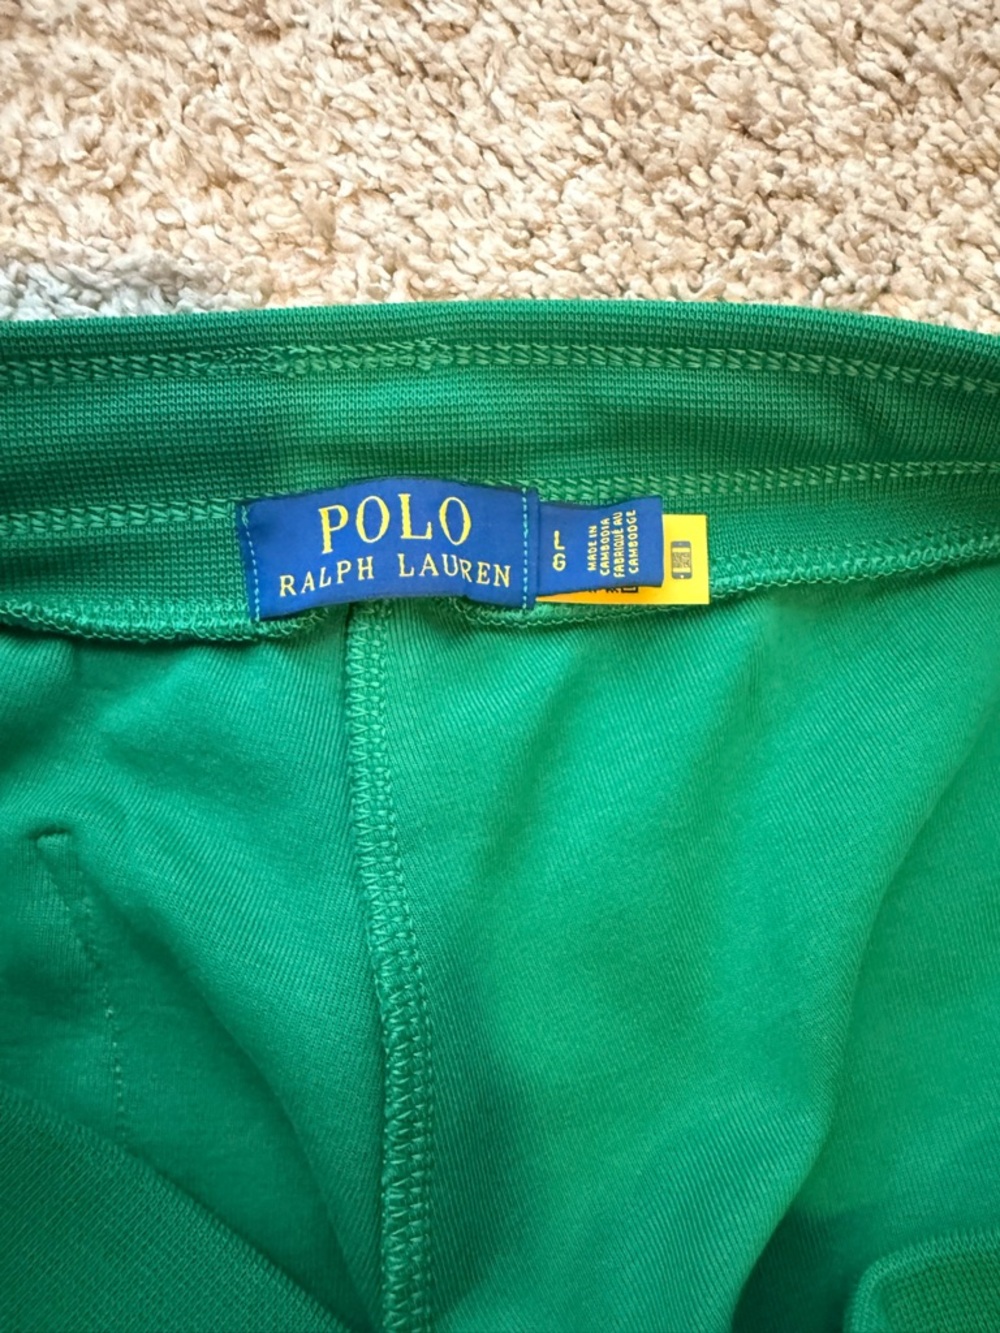 POLO
RALPH LAUREN
L
G
MADE IN
CAMBODIA
FABRIQUÉ AU
CAMBODGE